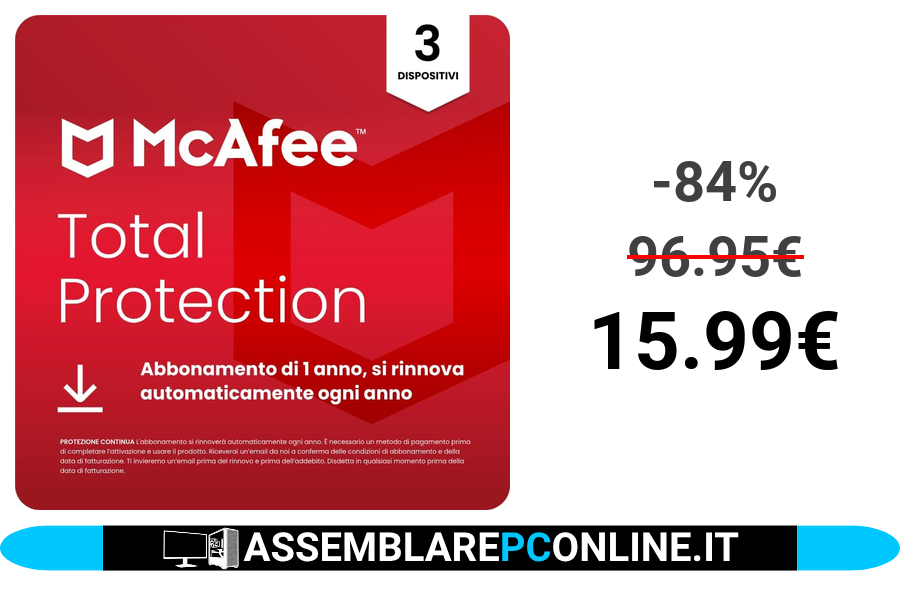 3
DISPOSITIVI
McAfee™
Total
Protection
Abbonamento di 1 anno, si rinnova
automaticamente ogni anno
PROTEZIONE CONTINUA L'abbonamento si rinnoverà automaticamente ogni anno. È necessario un metodo di pagamento prima
di completare l'attivazione e usare il prodotto. Riceverai un'email da noi a conferma delle condizioni di abbonamento e della
data di fatturazione. Ti invieremo un'email prima del rinnovo e prima dell'addebito. Disdetta in qualsiasi momento prima della
data di fatturazione.
-84%
96.95€
15.99€
ASSEMBLAREPCONLINE.IT